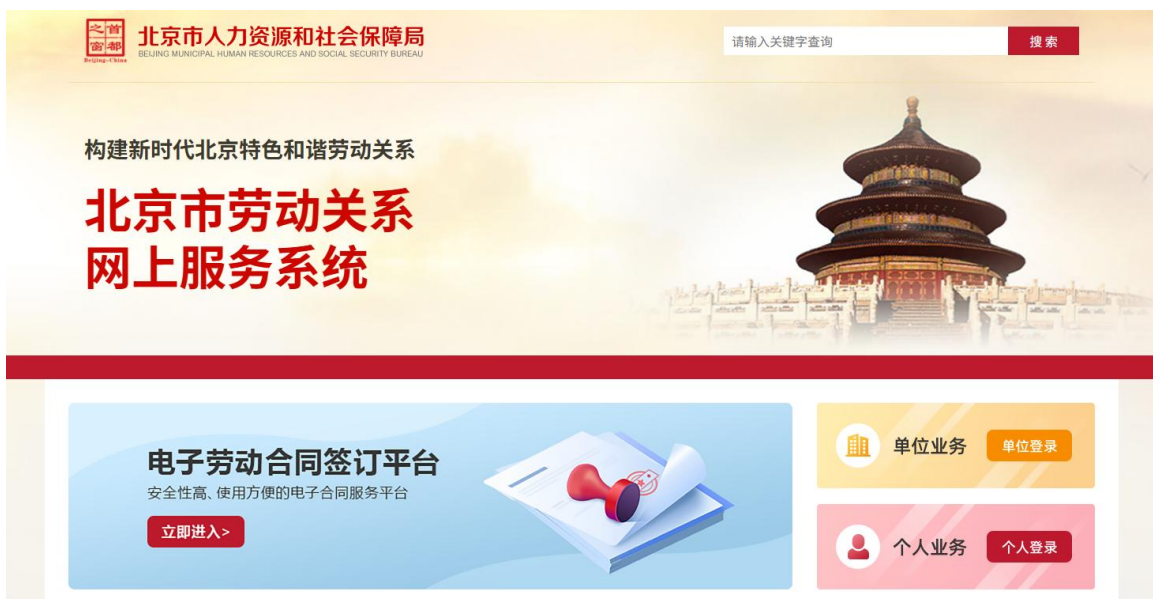 首都之窗
Beijing-China
北京市人力资源和社会保障局
BEIJING MUNICIPAL HUMAN RESOURCES AND SOCIAL SECURITY BUREAU
请输入关键字查询
搜索
构建新时代北京特色和谐劳动关系
北京市劳动关系
网上服务系统
电子劳动合同签订平台
安全性高、使用方便的电子合同服务平台
立即进入>
单位业务
单位登录
个人业务
个人登录